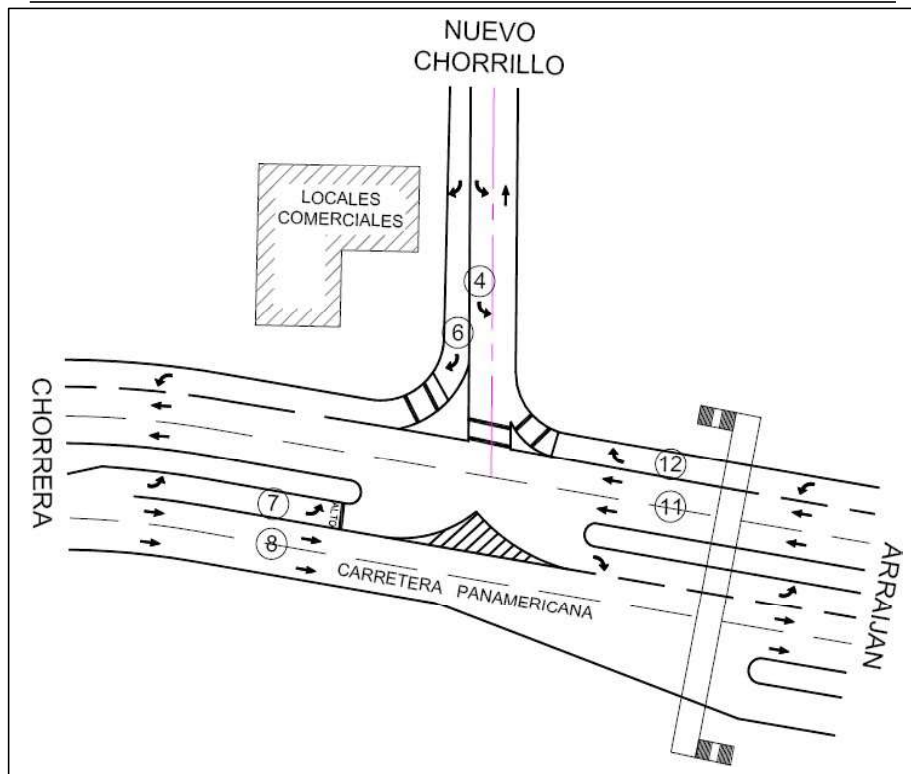 NUEVO
CHORRILLO
LOCALES
COMERCIALES
4
6
CHORRERA
12
11
7
ALTO
8
CARRETERA PANAMERICANA
ARRAIJAN